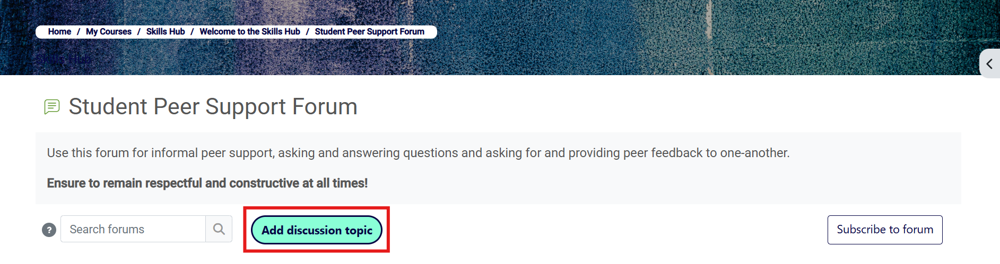 Home / My Courses / Skills Hub / Welcome to the Skills Hub / Student Peer Support Forum
Skills Hub
Student Peer Support Forum
Use this forum for informal peer support, asking and answering questions and asking for and providing peer feedback to one-another.
Ensure to remain respectful and constructive at all times!
? Search forums Add discussion topic Subscribe to forum